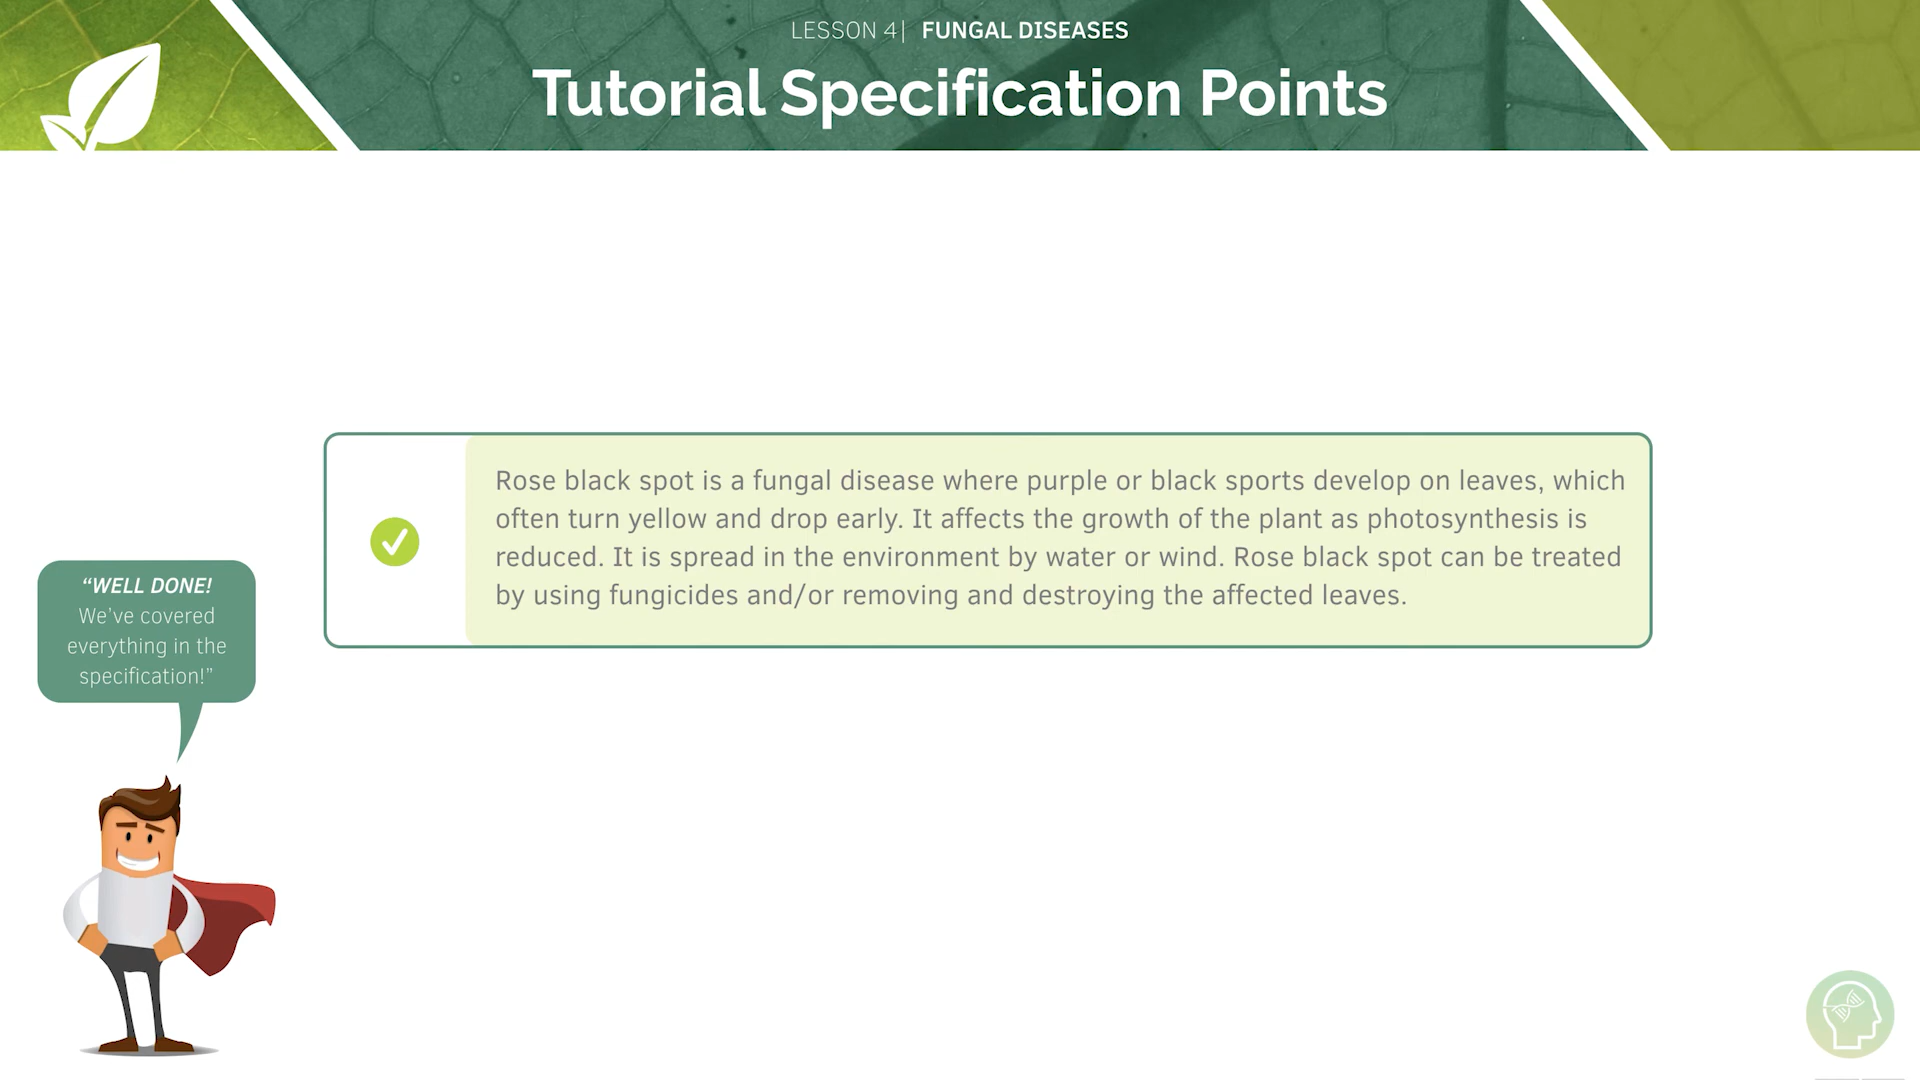 LESSON 4| FUNGAL DISEASES
Tutorial Specification Points
Rose black spot is a fungal disease where purple or black sports develop on leaves, which
often turn yellow and drop early. It affects the growth of the plant as photosynthesis is
reduced. It is spread in the environment by water or wind. Rose black spot can be treated
by using fungicides and/or removing and destroying the affected leaves.
“WELL DONE!
We’ve covered
everything in the
specification!”